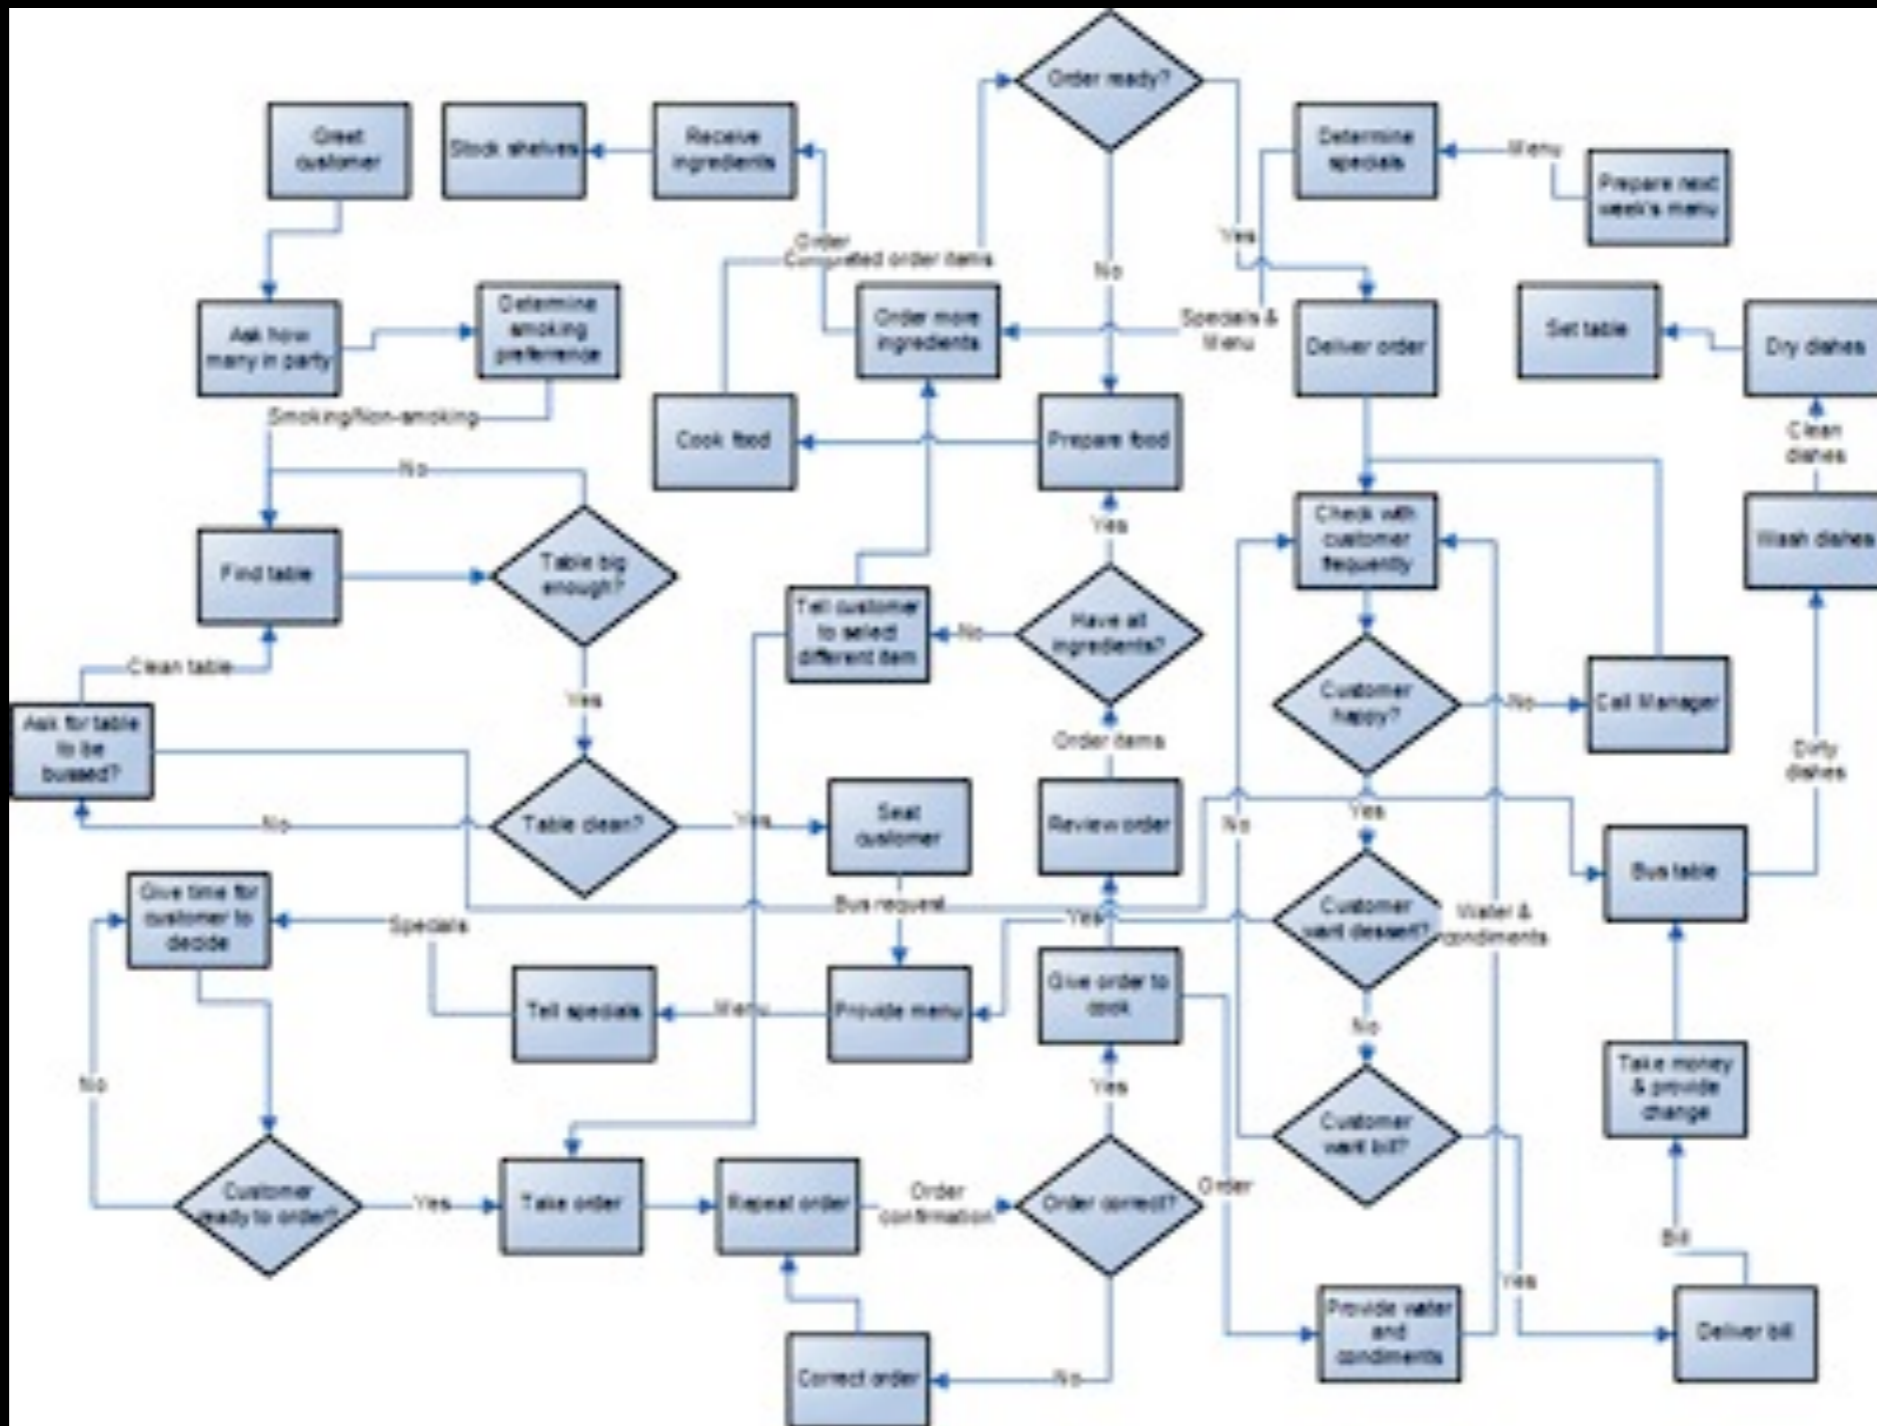 Order ready?
Greet
customer
Stock shelves
Receive
ingredients
Determine
specials
Menu
Prepare next
week's menu
Yes
Order
Completed order items
No
Ask how
many in party
Determine
smoking
preferrence
Order more
ingredients
Specials &
Menu
Deliver order
Set table
Dry dishes
Smoking/Non-smoking
Cook food
Prepare food
Clean
dishes
No
Yes
Find table
Table big
enough?
Check with
customer
frequently
Wash dishes
Tell customer
to select
different item
No
Have all
ingredients?
Clean table
Yes
Customer
happy?
No
Call Manager
Ask for table
to be
bussed?
Order items
Dirty
dishes
No
Table clean?
Yes
Seat
customer
Review order
No
Yes
Bus table
Give time for
customer to
decide
Specials
Bus request
Yes
Customer
want dessert?
Water &
condiments
Tell specials
Menu
Provide menu
Give order to
cook
No
No
Yes
Customer
want bill?
Take money
& provide
change
Customer
ready to order?
Yes
Take order
Repeat order
Order
confirmation
Order correct?
Order
Bill
Yes
Correct order
No
Provide water
and
condiments
Deliver bill